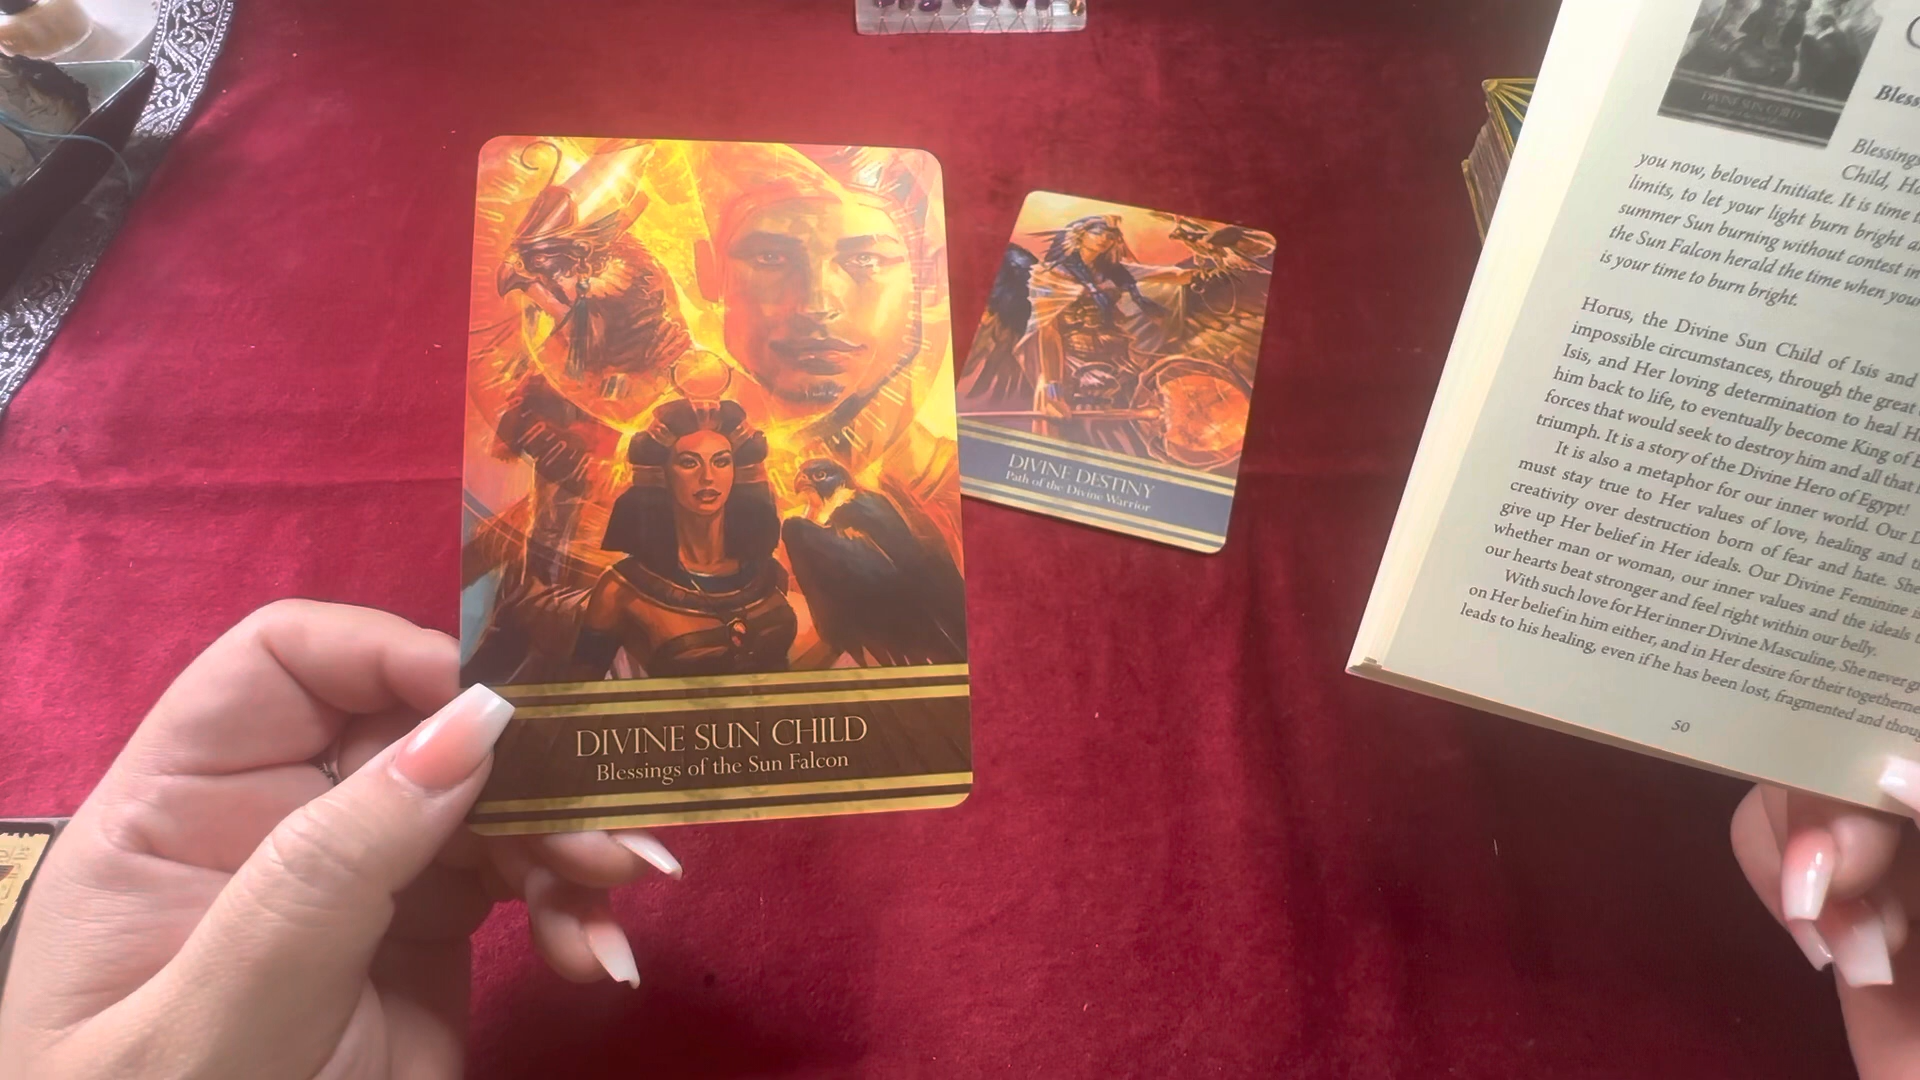 DIVINE SUN CHILD
Blessings of the Sun Falcon
DIVINE DESTINY
Path of the Divine Warrior
DIVINE SUN CHILD
Blessings
Child,
you now, beloved Initiate. It is time
limits, to let your light burn bright
summer Sun burning without contest in
the Sun Falcon herald the time when your
is your time to burn bright.
Horus, the Divine Sun Child of Isis and
impossible circumstances, through the great
Isis, and Her loving determination to heal
him back to life, to eventually become King of
forces that would seek to destroy him and all that
triumph. It is a story of the Divine Hero of Egypt!
It is also a metaphor for our inner world. Our
must stay true to Her values of love, healing and
creativity over destruction born of fear and hate. She
give up Her belief in Her ideals. Our Divine Feminine
whether man or woman, our inner values and the ideals
our hearts beat stronger and feel right within our belly.
With such love for Her inner Divine Masculine, She never
on Her belief in him either, and in Her desire for their
leads to his healing, even if he has been lost, fragmented and
50